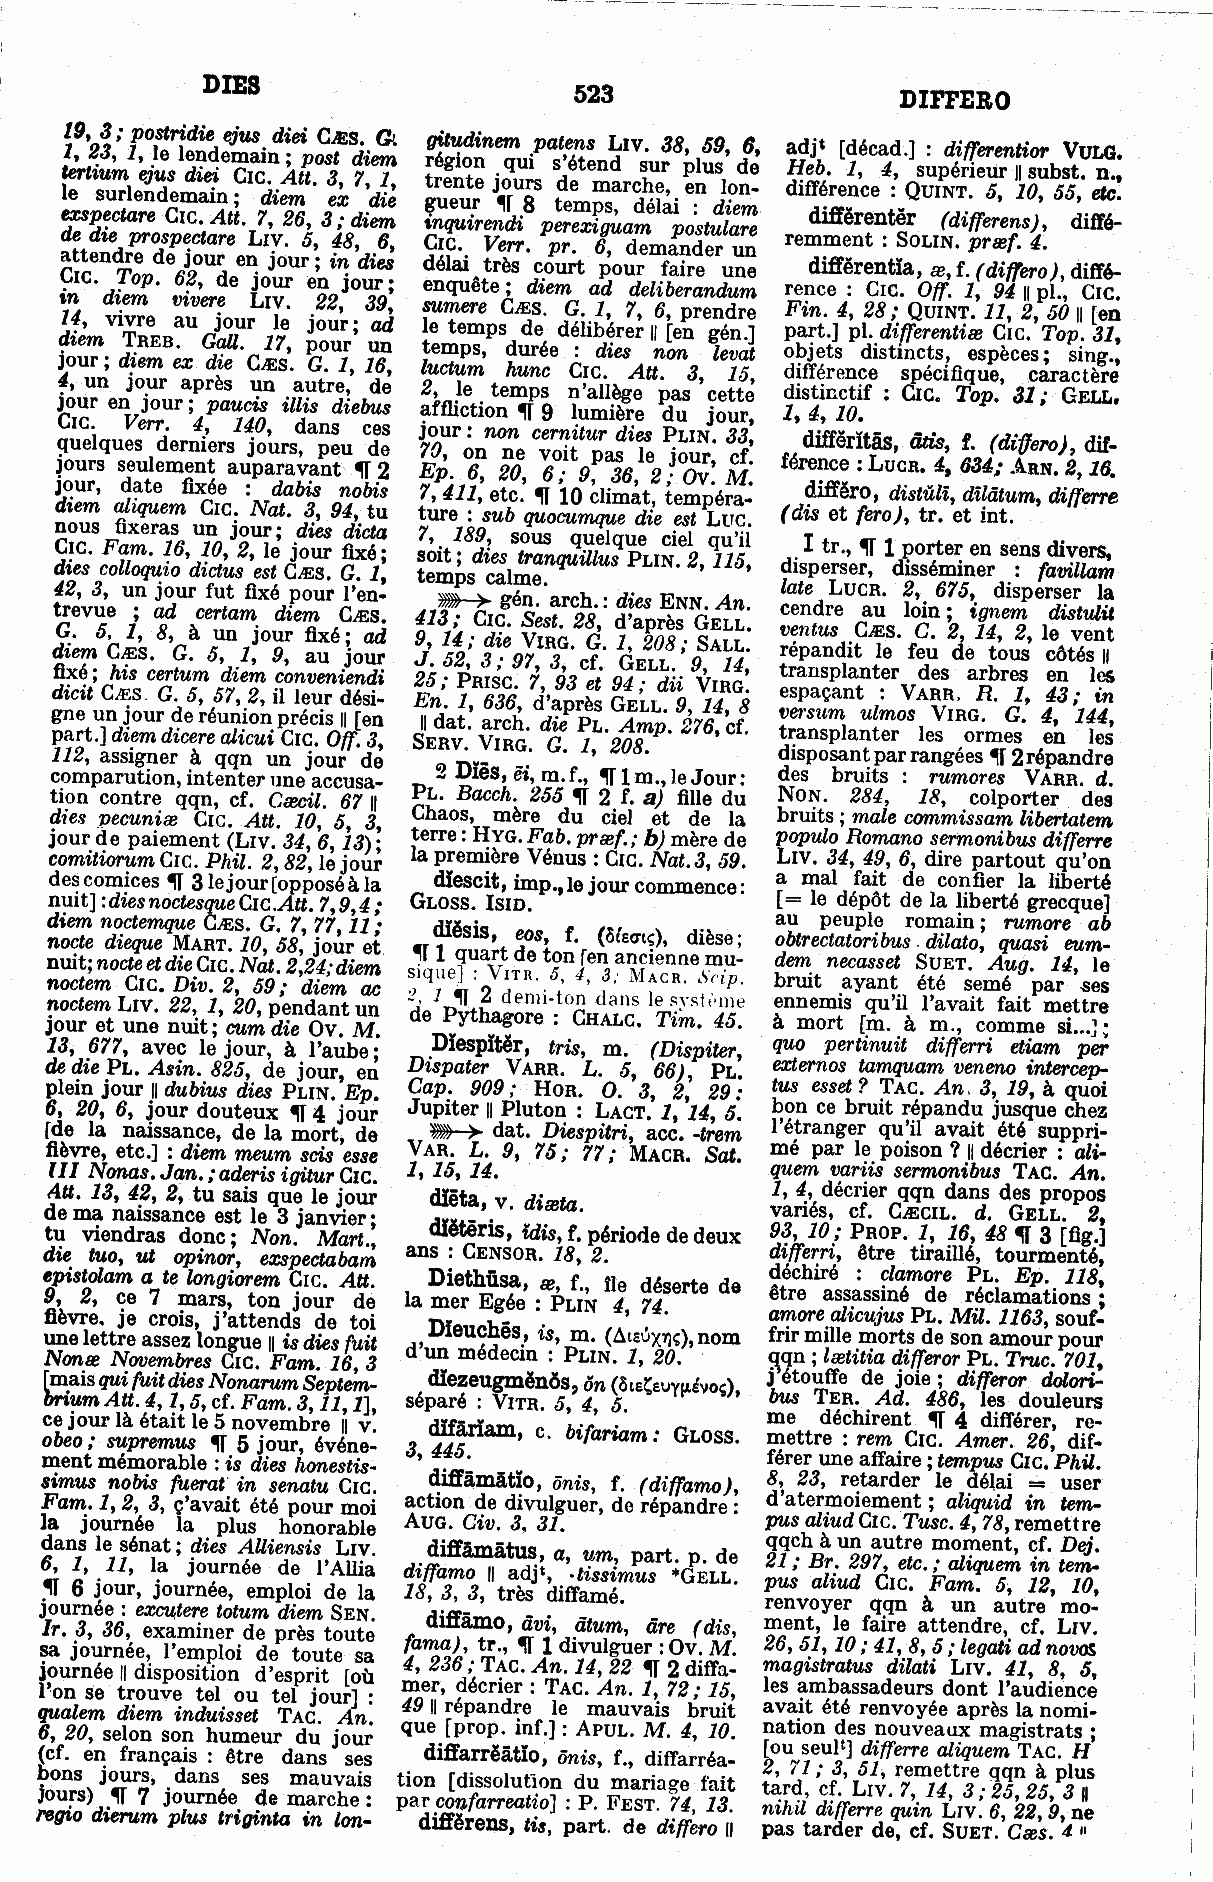 DIES
523
DIFFERO
19, 3 ; postridie ejus diei CÆS. G.
1, 23, 1, le lendemain ; post diem
tertium ejus diei CIC. Att. 3, 7, 1,
le surlendemain ; diem ex die
exspectare CIC. Att. 7, 26, 3 ; diem
de die prospectare LIV. 5, 48, 6,
attendre de jour en jour ; in dies
CIC. Top. 62, de jour en jour ;
in diem vivere LIV. 22, 39,
14, vivre au jour le jour ; ad
diem TREB. Gall. 17, pour un
jour ; diem ex die CÆS. G. 1, 16,
4, un jour après un autre, de
jour en jour ; paucis illis diebus
CIC. Verr. 4, 140, dans ces
quelques derniers jours, peu de
jours seulement auparavant ¶ 2
jour, date fixée : dabis nobis
diem aliquem CIC. Nat. 3, 94, tu
nous fixeras un jour ; dies dicta
CIC. Fam. 16, 10, 2, le jour fixé ;
dies colloquio dictus est CÆS. G. 1,
42, 3, un jour fut fixé pour l'en-
trevue ; ad certam diem CÆS.
G. 5, 1, 8, à un jour fixé ; ad
diem CÆS. G. 5, 1, 9, au jour
fixé ; his certum diem conveniendi
dicit CÆS. G. 5, 57, 2, il leur dési-
gne un jour de réunion précis || [en
part.] diem dicere alicui CIC. Off. 3,
112, assigner à qqn un jour de
comparution, intenter une accusa-
tion contre qqn, cf. Cæcil. 67 ||
dies pecuniæ CIC. Att. 10, 5, 3,
jour de paiement (LIV. 34, 6, 13) ;
comitiorum CIC. Phil. 2, 82, le jour
des comices ¶ 3 le jour [opposé à la
nuit] : dies noctesque CIC. Att. 7, 9, 4 ;
diem noctemque CÆS. G. 7, 77, 11 ;
nocte dieque MART. 10, 58, jour et
nuit ; nocte et die CIC. Nat. 2, 24 ; diem
noctem CIC. Div. 2, 59 ; diem ac
noctem LIV. 22, 1, 20, pendant un
jour et une nuit ; cum die OV. M.
13, 677, avec le jour, à l'aube ;
de die PL. Asin. 825, de jour, en
plein jour || dubius dies PLIN. Ep.
6, 20, 6, jour douteux ¶ 4 jour
[de la naissance, de la mort, de
fièvre, etc.] : diem meum scis esse
III Nonas. Jan. ; aderis igitur CIC.
Att. 13, 42, 2, tu sais que le jour
de ma naissance est le 3 janvier ;
tu viendras donc ; Non. Mart.,
die tuo, ut opinor, exspectabam
epistolam a te longiorem CIC. Att.
9, 2, ce 7 mars, ton jour de
fièvre, je crois, j'attends de toi
une lettre assez longue || is dies fuit
Nonæ Novembres CIC. Fam. 16, 3
[mais qui fuit dies Nonarum Septem-
brium Att. 4, 1, 5, cf. Fam. 3, 11, 1],
ce jour là était le 5 novembre || v.
obeo ; supremus ¶ 5 jour, événe-
ment mémorable : is dies honestis-
simus nobis fuerat in senatu CIC.
Fam. 1, 2, 3, ç'avait été pour moi
la journée la plus honorable
dans le sénat ; dies Alliensis LIV.
6, 1, 11, la journée de l'Allia
¶ 6 jour, journée, emploi de la
journée : excutere totum diem SEN.
Ir. 3, 36, examiner de près toute
sa journée, l'emploi de toute sa
journée || disposition d'esprit [où
l'on se trouve tel ou tel jour] :
qualem diem induisset TAC. An.
6, 20, selon son humeur du jour
(cf. en français : être dans ses
bons jours, dans ses mauvais
jours) ¶ 7 journée de marche :
regio dierum plus triginta in lon-
gitudinem patens LIV. 38, 59, 6,
région qui s'étend sur plus de
trente jours de marche, en lon-
gueur ¶ 8 temps, délai : diem
inquirendi perexiguam postulare
CIC. Verr. pr. 6, demander un
délai très court pour faire une
enquête ; diem ad deliberandum
sumere CÆS. G. 1, 7, 6, prendre
le temps de délibérer || [en gén.]
temps, durée : dies non levat
luctum hunc CIC. Att. 3, 15,
2, le temps n'allège pas cette
affliction ¶ 9 lumière du jour,
jour : non cernitur dies PLIN. 33,
70, on ne voit pas le jour, cf.
Ep. 6, 20, 6 ; 9, 36, 2 ; OV. M.
7, 411, etc. ¶ 10 climat, tempéra-
ture : sub quocumque die est LUC.
7, 189, sous quelque ciel qu'il
soit ; dies tranquillus PLIN. 2, 115,
temps calme.
⟶ gén. arch. : dies ENN. An.
413 ; CIC. Sest. 28, d'après GELL.
9, 14 ; die VIRG. G. 1, 208 ; SALL.
J. 52, 3 ; 97, 3, cf. GELL. 9, 14,
25 ; PRISC. 7, 93 et 94 ; dii VIRG.
En. 1, 636, d'après GELL. 9, 14, 8
|| dat. arch. die PL. Amp. 276, cf.
SERV. VIRG. G. 1, 208.
2 Dĭēs, ēi, m. f., ¶ 1 m., le Jour :
PL. Bacch. 255 ¶ 2 f. a) fille du
Chaos, mère du ciel et de la
terre : HYG. Fab. præf. ; b) mère de
la première Vénus : CIC. Nat. 3, 59.
dĭescit, imp., le jour commence :
GLOSS. ISID.
dĭĕsis, eos, f. (δίεσις), dièse ;
¶ 1 quart de ton [en ancienne mu-
sique] : VITR. 5, 4, 3 ; MACR. Scip.
2, 1 ¶ 2 demi-ton dans le système
de Pythagore : CHALC. Tim. 45.
Dĭespĭtĕr, tris, m. (Dispiter,
Dispater VARR. L. 5, 66), PL.
Cap. 909 ; HOR. O. 3, 2, 29 :
Jupiter || Pluton : LACT. 1, 14, 5.
⟶ dat. Diespitri, acc. -trem
VAR. L. 9, 75 ; 77 ; MACR. Sat.
1, 15, 14.
dĭēta, v. diæta.
dĭĕtēris, ĭdis, f. période de deux
ans : CENSOR. 18, 2.
Diethūsa, æ, f., île déserte de
la mer Egée : PLIN 4, 74.
Dĭeuchēs, is, m. (Διεύχης), nom
d'un médecin : PLIN. 1, 20.
dĭezeugmĕnŏs, ŏn (διεζευγμένος),
séparé : VITR. 5, 4, 5.
dĭfārĭam, c. bifariam : GLOSS.
3, 445.
diffāmātĭo, ōnis, f. (diffamo),
action de divulguer, de répandre :
AUG. Civ. 3, 31.
diffāmātus, a, um, part. p. de
diffamo || adjt, -tissimus *GELL.
18, 3, 3, très diffamé.
diffāmo, āvi, ātum, āre (dis,
fama), tr., ¶ 1 divulguer : OV. M.
4, 236 ; TAC. An. 14, 22 ¶ 2 diffa-
mer, décrier : TAC. An. 1, 72 ; 15,
49 || répandre le mauvais bruit
que [prop. inf.] : APUL. M. 4, 10.
diffarrĕātĭo, ōnis, f., diffarréa-
tion [dissolution du mariage fait
par confarreatio] : P. FEST. 74, 13.
diffĕrens, tis, part. de differo ||
adjt [décad.] : differentior VULG.
Heb. 1, 4, supérieur || subst. n.,
différence : QUINT. 5, 10, 55, etc.
diffĕrentĕr (differens), diffé-
remment : SOLIN. præf. 4.
diffĕrentĭa, æ, f. (differo), diffé-
rence : CIC. Off. 1, 94 || pl., CIC.
Fin. 4, 28 ; QUINT. 11, 2, 50 || [en
part.] pl. differentiæ CIC. Top. 31,
objets distincts, espèces ; sing.,
différence spécifique, caractère
distinctif : CIC. Top. 31 ; GELL.
1, 4, 10.
diffĕrĭtās, ātis, f. (differo), dif-
férence : LUCR. 4, 634 ; ARN. 2, 16.
diffĕro, distŭli, dīlātum, differre
(dis et fero), tr. et int.
I tr., ¶ 1 porter en sens divers,
disperser, disséminer : favillam
late LUCR. 2, 675, disperser la
cendre au loin ; ignem distulit
ventus CÆS. C. 2, 14, 2, le vent
répandit le feu de tous côtés ||
transplanter des arbres en les
espaçant : VARR. R. 1, 43 ; in
versum ulmos VIRG. G. 4, 144,
transplanter les ormes en les
disposant par rangées ¶ 2 répandre
des bruits : rumores VARR. d.
NON. 284, 18, colporter des
bruits ; male commissam libertatem
populo Romano sermonibus differre
LIV. 34, 49, 6, dire partout qu'on
a mal fait de confier la liberté
[= le dépôt de la liberté grecque]
au peuple romain ; rumore ab
obtrectatoribus dilato, quasi eum-
dem necasset SUET. Aug. 14, le
bruit ayant été semé par ses
ennemis qu'il l'avait fait mettre
à mort [m. à m., comme si...] ;
quo pertinuit differri etiam per
externos tamquam veneno intercep-
tus esset ? TAC. An. 3, 19, à quoi
bon ce bruit répandu jusque chez
l'étranger qu'il avait été suppri-
mé par le poison ? || décrier : ali-
quem variis sermonibus TAC. An.
1, 4, décrier qqn dans des propos
variés, cf. CÆCIL. d. GELL. 2,
93, 10 ; PROP. 1, 16, 48 ¶ 3 [fig.]
differri, être tiraillé, tourmenté,
déchiré : clamore PL. Ep. 118,
être assassiné de réclamations ;
amore alicujus PL. Mil. 1163, souf-
frir mille morts de son amour pour
qqn ; lætitia differor PL. Truc. 701,
j'étouffe de joie ; differor dolori-
bus TER. Ad. 486, les douleurs
me déchirent ¶ 4 différer, re-
mettre : rem CIC. Amer. 26, dif-
férer une affaire ; tempus CIC. Phil.
8, 23, retarder le délai = user
d'atermoiement ; aliquid in tem-
pus aliud CIC. Tusc. 4, 78, remettre
qqch à un autre moment, cf. Dej.
21 ; Br. 297, etc. ; aliquem in tem-
pus aliud CIC. Fam. 5, 12, 10,
renvoyer qqn à un autre mo-
ment, le faire attendre, cf. LIV.
26, 51, 10 ; 41, 8, 5 ; legati ad novos
magistratus dilati LIV. 41, 8, 5,
les ambassadeurs dont l'audience
avait été renvoyée après la nomi-
nation des nouveaux magistrats ;
[ou seult] differre aliquem TAC. H
2, 71 ; 3, 51, remettre qqn à plus
tard, cf. LIV. 7, 14, 3 ; 25, 25, 3 ||
nihil differre quin LIV. 6, 22, 9, ne
pas tarder de, cf. SUET. Cæs. 4 ||